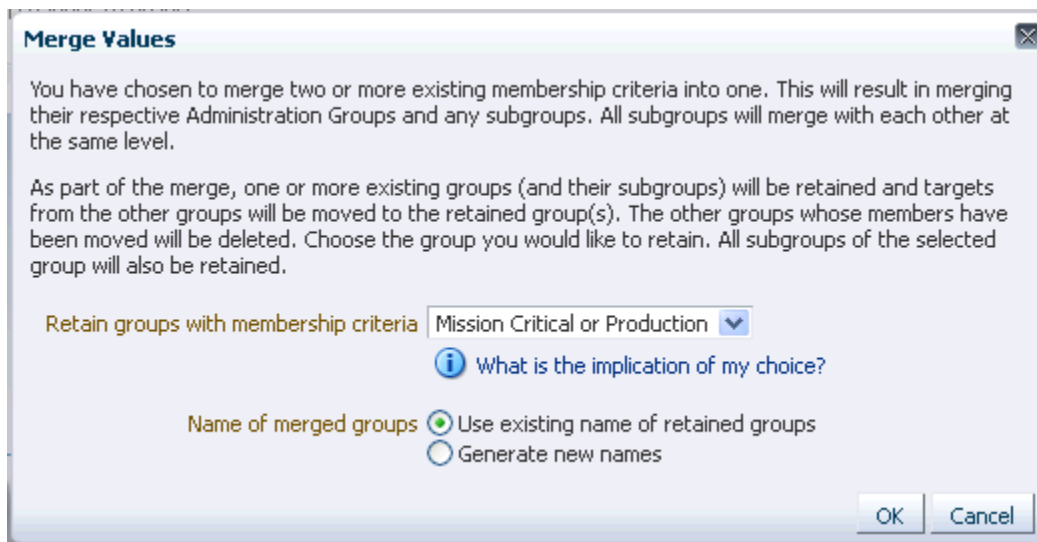 Merge Values
You have chosen to merge two or more existing membership criteria into one. This will result in merging
their respective Administration Groups and any subgroups. All subgroups will merge with each other at
the same level.
As part of the merge, one or more existing groups (and their subgroups) will be retained and targets
from the other groups will be moved to the retained group(s). The other groups whose members have
been moved will be deleted. Choose the group you would like to retain. All subgroups of the selected
group will also be retained.
Retain groups with membership criteria Mission Critical or Production
What is the implication of my choice?
Name of merged groups Use existing name of retained groups
Generate new names
OK Cancel